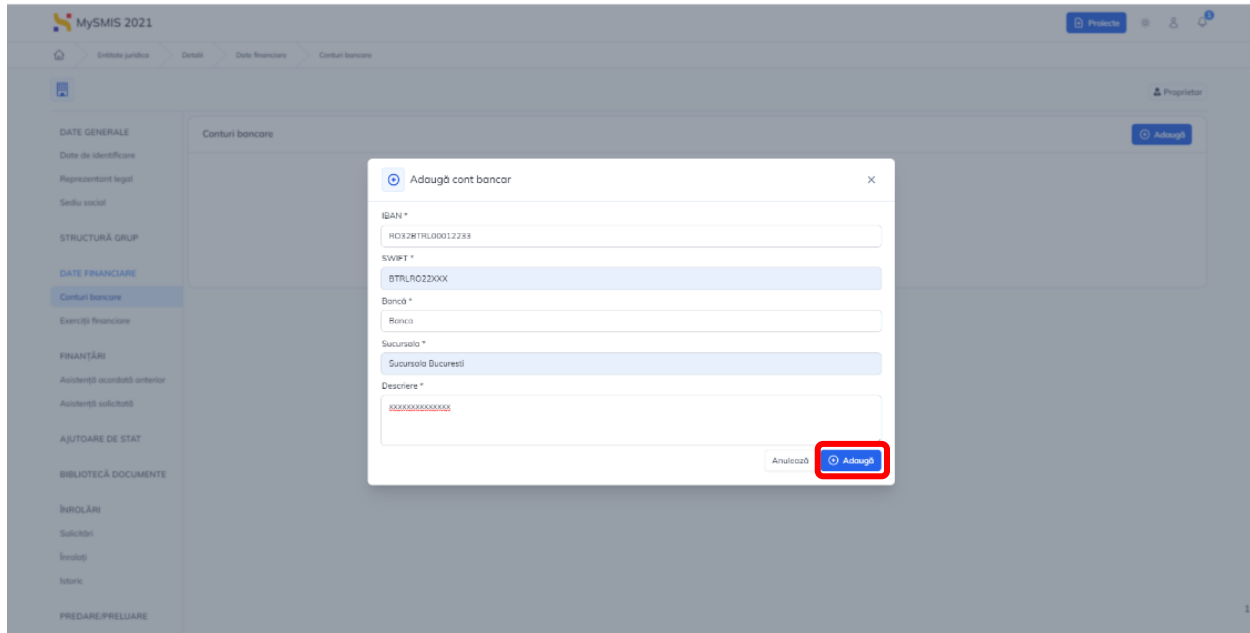 MySMIS 2021
Proiecte
1
Entitate juridica Detalii Date financiare Conturi bancare
Proprietar
DATE GENERALE
Date de identificare
Reprezentant legal
Sediu social
STRUCTURĂ GRUP
DATE FINANCIARE
Conturi bancare
Exerciții financiare
FINANȚĂRI
Asistență acordată anterior
Asistență solicitată
AJUTOARE DE STAT
BIBLIOTECĂ DOCUMENTE
ÎNROLĂRI
Solicitări
Înrolați
Istoric
PREDARE/PRELUARE
Conturi bancare
Adaugă
Adaugă cont bancar
IBAN *
RO32BTRL00012233
SWIFT *
BTRLRO22XXX
Bancă *
Banca
Sucursala *
Sucursala Bucuresti
Descriere *
xxxxxxxxxxxxxx
Anulează Adaugă
1